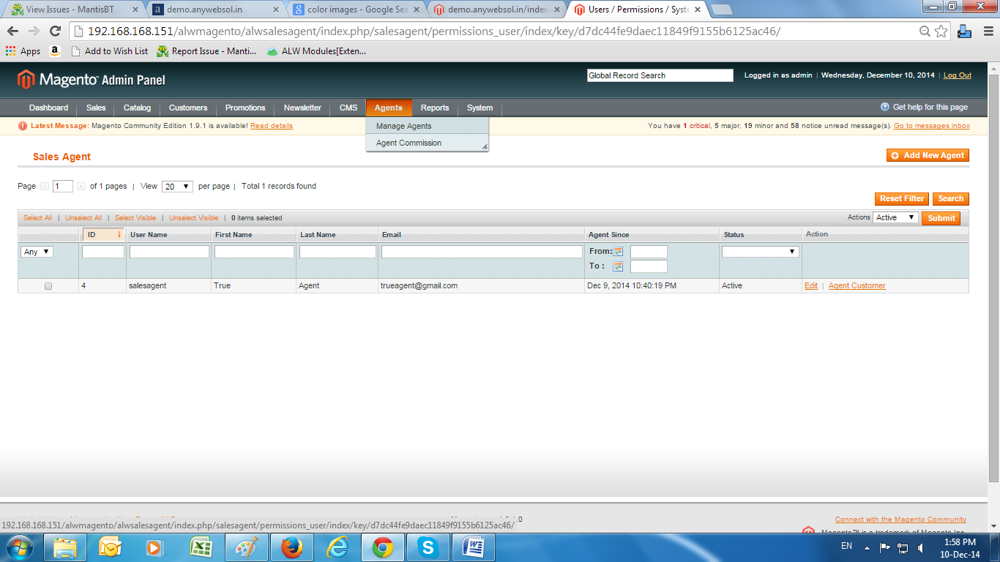 View Issues - MantisBT demo.anywebsol.in color images - Google Sea demo.anywebsol.in/index Users / Permissions / Syste
192.168.168.151/alwmagento/alwsalesagent/index.php/salesagent/permissions_user/index/key/d7dc44fe9daec11849f9155b6125ac46/
Apps Add to Wish List Report Issue - Manti... ALW Modules[Exten...
Magento Admin Panel Global Record Search Logged in as admin | Wednesday, December 10, 2014 | Log Out
Dashboard Sales Catalog Customers Promotions Newsletter CMS Agents Reports System Get help for this page
Latest Message: Magento Community Edition 1.9.1 is available! Read details You have 1 critical, 5 major, 19 minor and 58 notice unread message(s). Go to messages inbox
Manage Agents
Agent Commission
Sales Agent Add New Agent
Page 1 of 1 pages | View 20 per page | Total 1 records found
Reset Filter Search
Select All | Unselect All | Select Visible | Unselect Visible | 0 items selected Actions Active Submit
ID User Name First Name Last Name Email Agent Since Status Action
Any From:
To :
4 salesagent True Agent trueagent@gmail.com Dec 9, 2014 10:40:19 PM Active Edit | Agent Customer
Connect with the Magento Community
192.168.168.151/alwmagento/alwsalesagent/index.php/salesagent/permissions_user/index/key/d7dc44fe9daec11849f9155b6125ac46/
Magento™ is a trademark of Magento Inc.
EN 1:58 PM
10-Dec-14